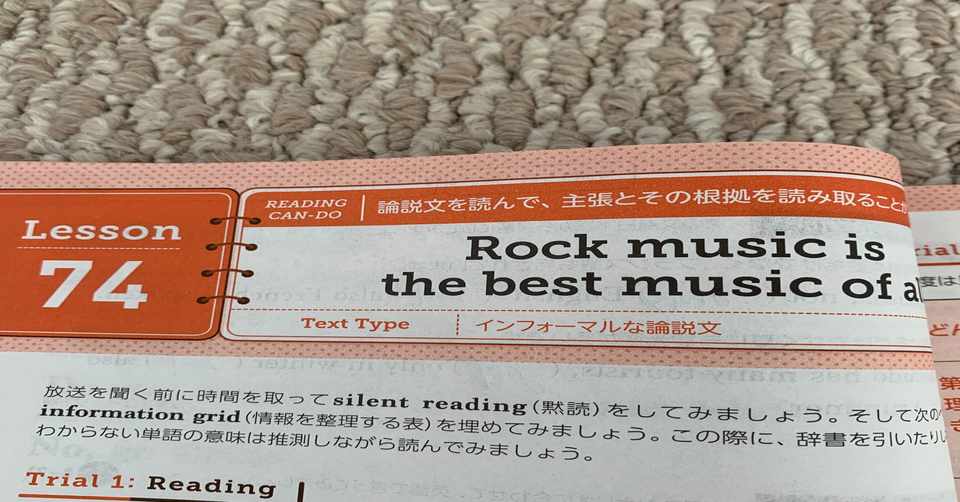 Lesson
74
READING
CAN-DO
論説文を読んで、主張とその根拠を読み取ること
Rock music is
the best music of
Text Type
インフォーマルな論説文
放送を聞く前に時間を取ってsilent reading(黙読)をしてみましょう。そして次の
information grid(情報を整理する表)を埋めてみましょう。この際に、辞書を引いたり
わからない単語の意味は推測しながら読んでみましょう。
Trial 1: Reading